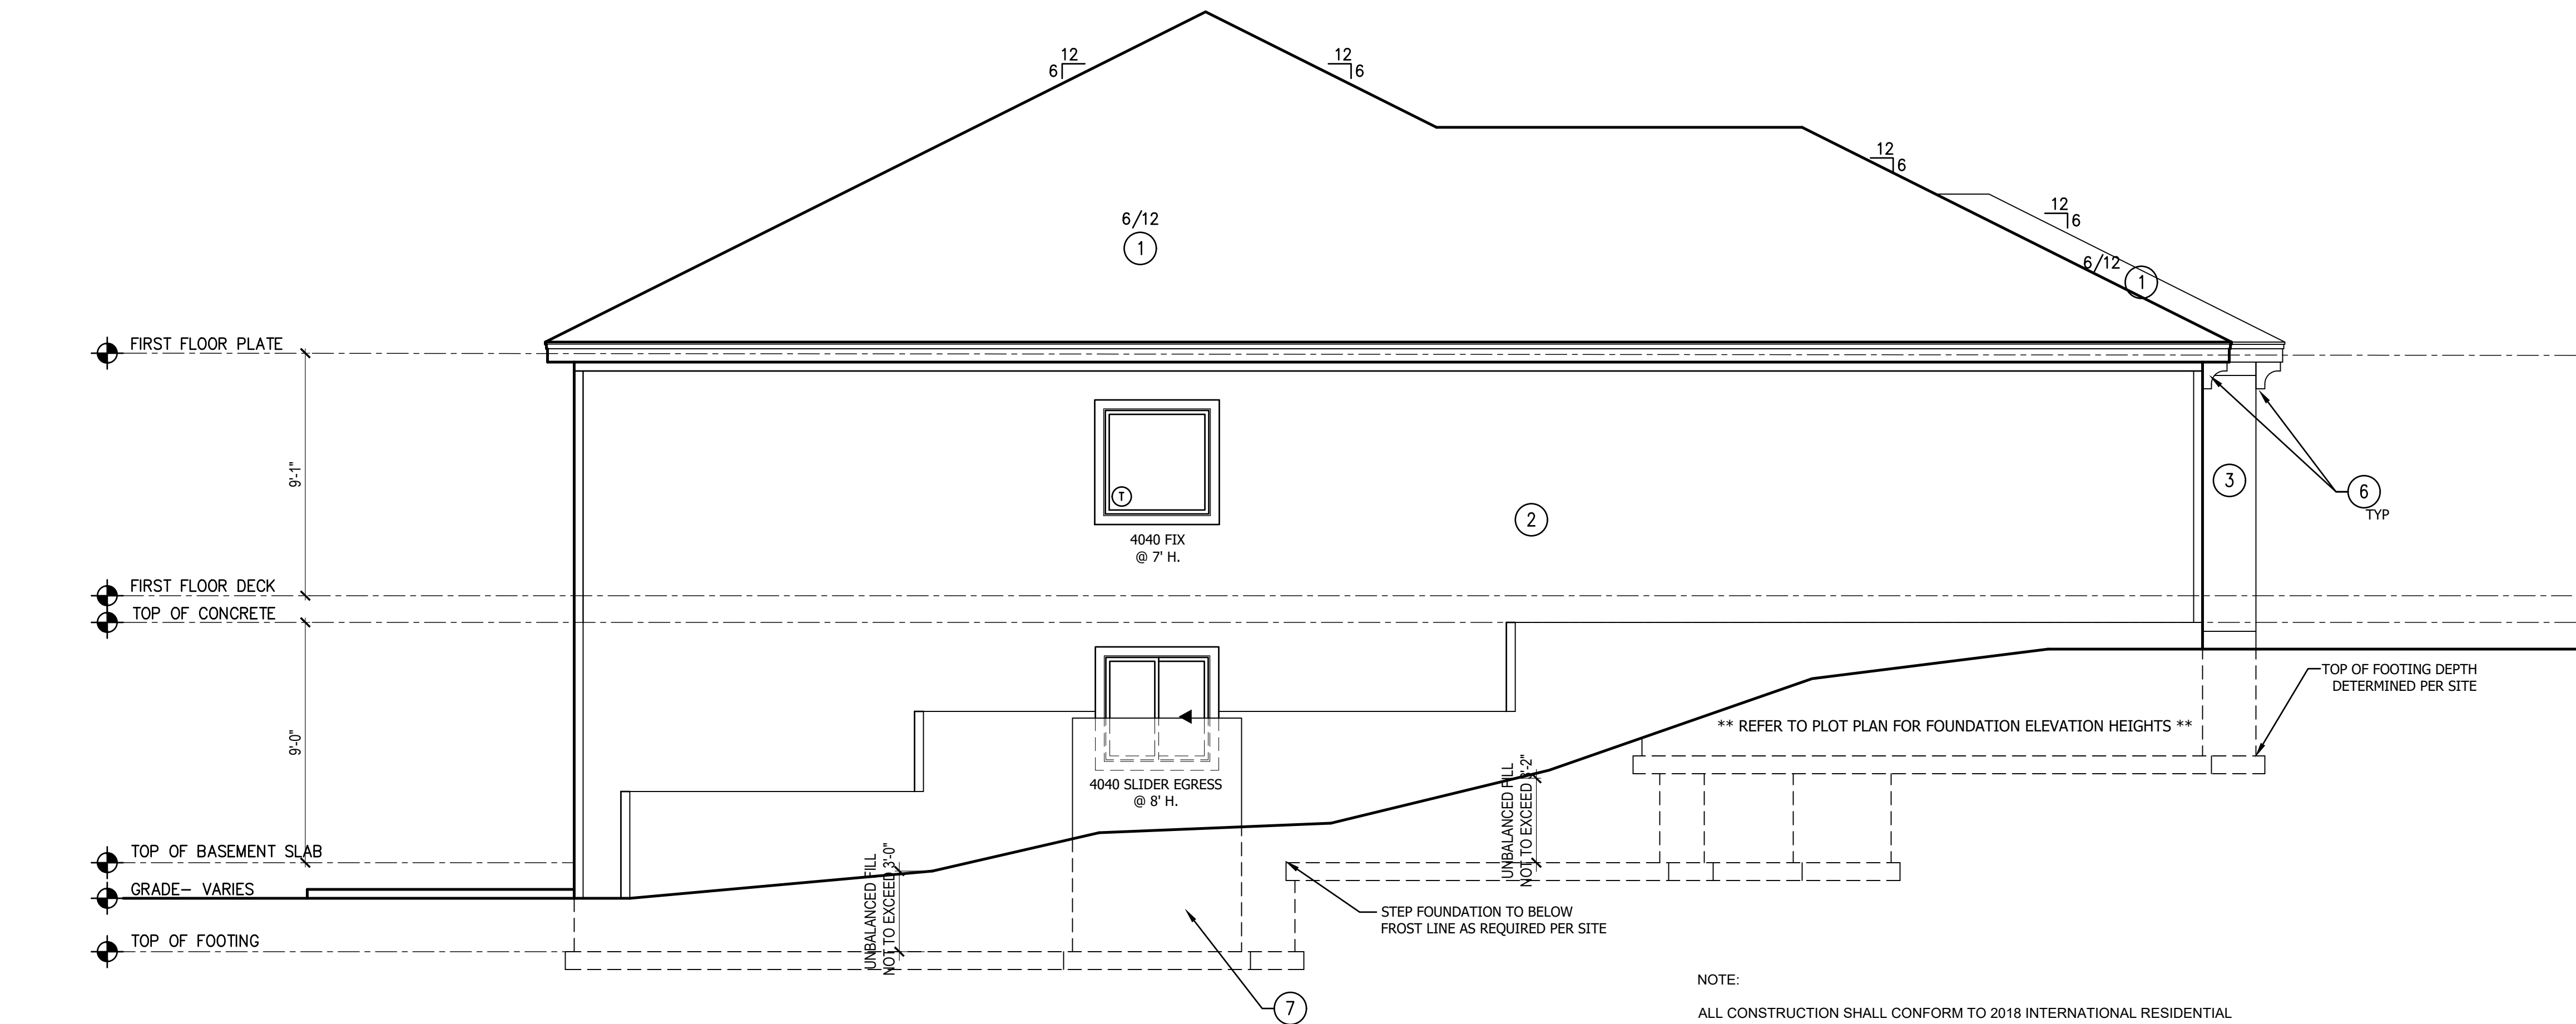 12
6
12
6
12
6
12
6
6/12
1
6/12
1
FIRST FLOOR PLATE
9'-1"
T
4040 FIX
@ 7' H.
2
3
6
TYP
FIRST FLOOR DECK
TOP OF CONCRETE
9'-0"
TOP OF FOOTING DEPTH
DETERMINED PER SITE
** REFER TO PLOT PLAN FOR FOUNDATION ELEVATION HEIGHTS **
4040 SLIDER EGRESS
@ 8' H.
UNBALANCED FILL
NOT TO EXCEED 3'-2"
TOP OF BASEMENT SLAB
UNBALANCED FILL
NOT TO EXCEED 3'-0"
GRADE- VARIES
STEP FOUNDATION TO BELOW
FROST LINE AS REQUIRED PER SITE
TOP OF FOOTING
7
NOTE:
ALL CONSTRUCTION SHALL CONFORM TO 2018 INTERNATIONAL RESIDENTIAL